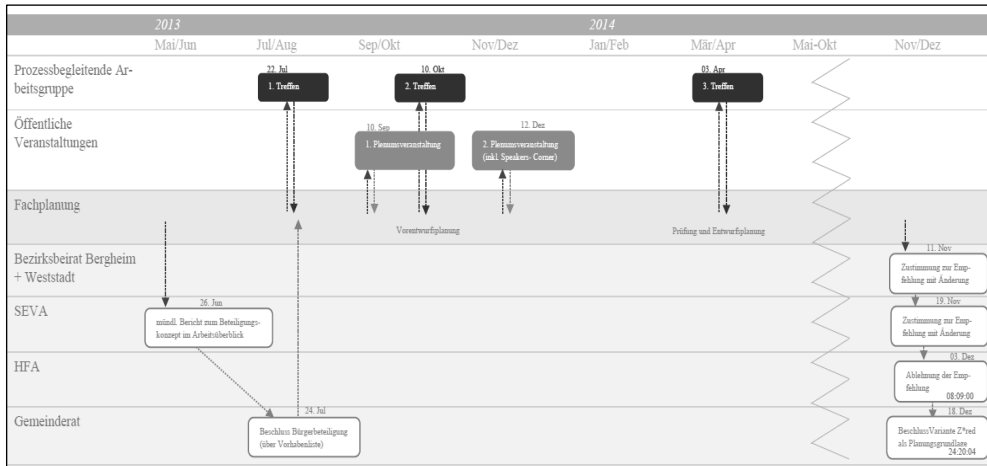 2013 2014
Mai/Jun Jul/Aug Sep/Okt Nov/Dez Jan/Feb Mär/Apr Mai-Okt Nov/Dez
Prozessbegleitende Ar-
beitsgruppe
22. Jul
1. Treffen
10. Okt
2. Treffen
03. Apr
3. Treffen
Öffentliche
Veranstaltungen
10. Sep
1. Plenumsveranstaltung
12. Dez
2. Plenumsveranstaltung
(inkl. Speakers- Corner)
Fachplanung
Vorentwurfsplanung
Prüfung und Entwurfsplanung
Bezirksbeirat Bergheim
+ Weststadt
11. Nov
Zustimmung zur Emp-
fehlung mit Änderung
SEVA
26. Jun
mündl. Bericht zum Beteiligungs-
konzept im Arbeitsüberblick
19. Nov
Zustimmung zur Emp-
fehlung mit Änderung
HFA
03. Dez
Ablehnung der Emp-
fehlung
08:09:00
Gemeinderat
24. Jul
Beschluss Bürgerbeteiligung
(über Vorhabenliste)
18. Dez
BeschlussVariante Z*red
als Planungsgrundlage
24:20:04